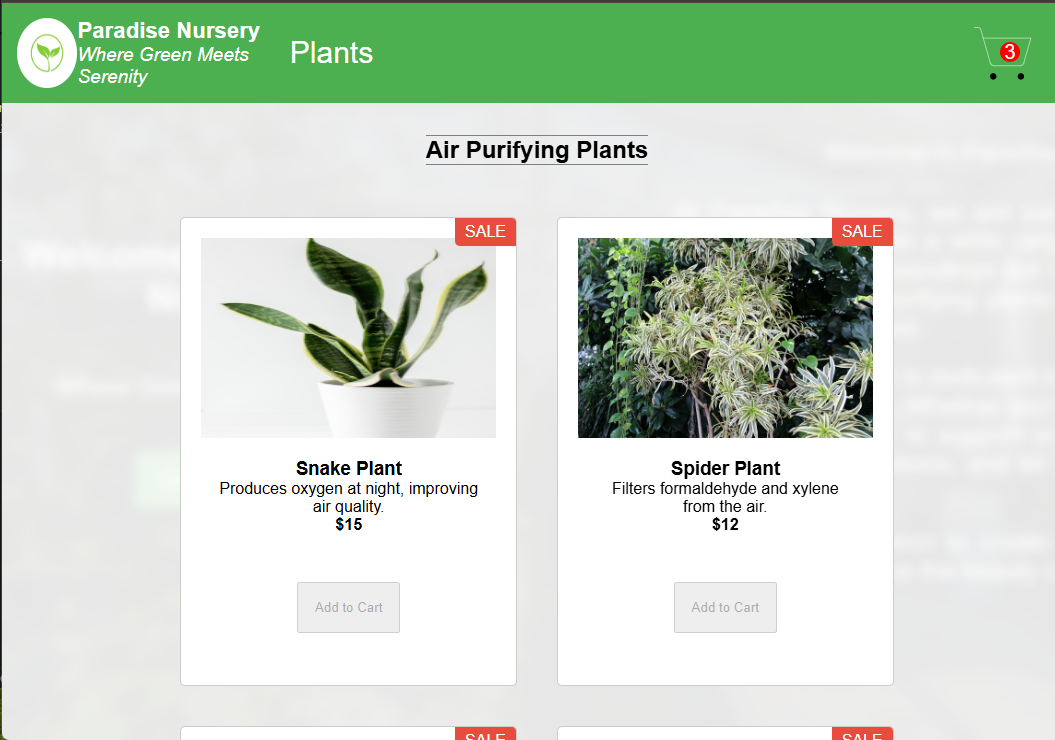 Paradise Nursery
Where Green Meets
Serenity
Plants
3
Air Purifying Plants
SALE
SALE
Snake Plant
Produces oxygen at night, improving
air quality.
$15
Add to Cart
Spider Plant
Filters formaldehyde and xylene
from the air.
$12
Add to Cart
SALE
SALE